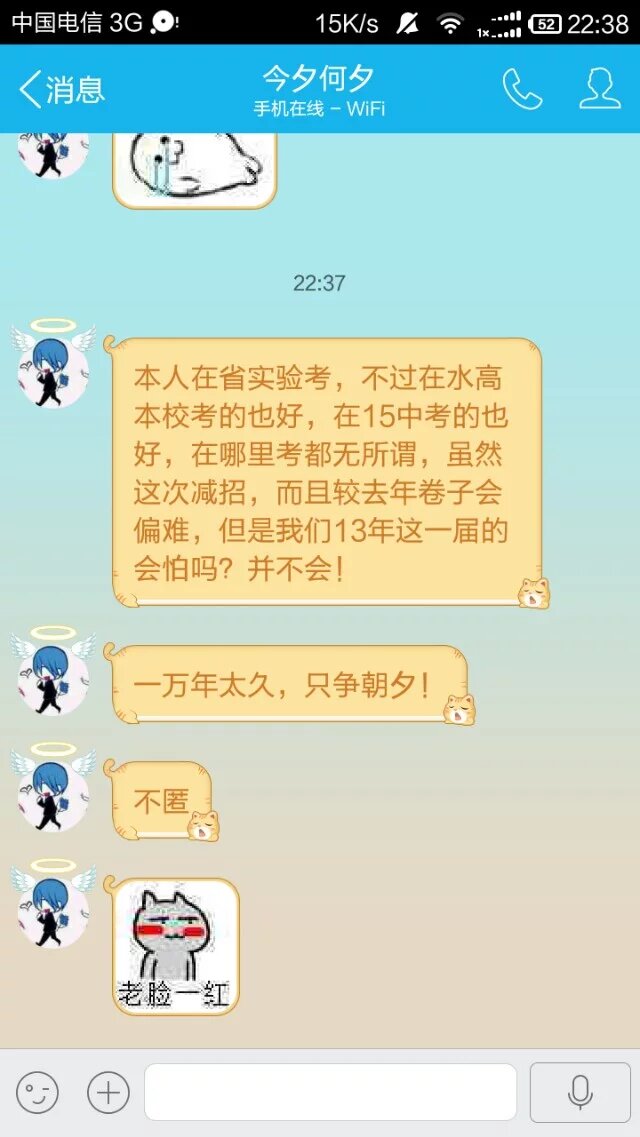 中国电信 3G
15K/s
1x
52
22:38
消息
今夕何夕
手机在线 – WiFi
22:37
本人在省实验考，不过在水高
本校考的也好，在15中考的也
好，在哪里考都无所谓，虽然
这次减招，而且较去年卷子会
偏难，但是我们13年这一届的
会怕吗？并不会！
一万年太久，只争朝夕！
不匿
老脸一红